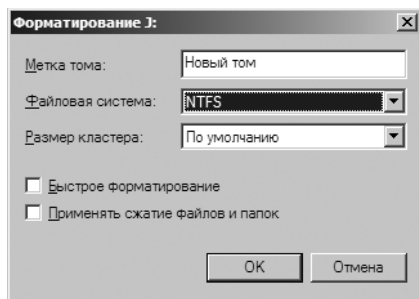 Форматирование J:
Метка тома: Новый том
Файловая система: NTFS
Размер кластера: По умолчанию
Быстрое форматирование
Применять сжатие файлов и папок
OK Отмена